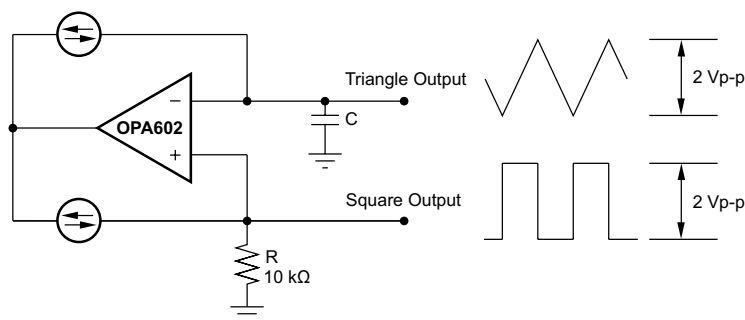 Triangle Output
2 Vp-p
−
OPA602
C
+
Square Output
2 Vp-p
R
10 kΩ